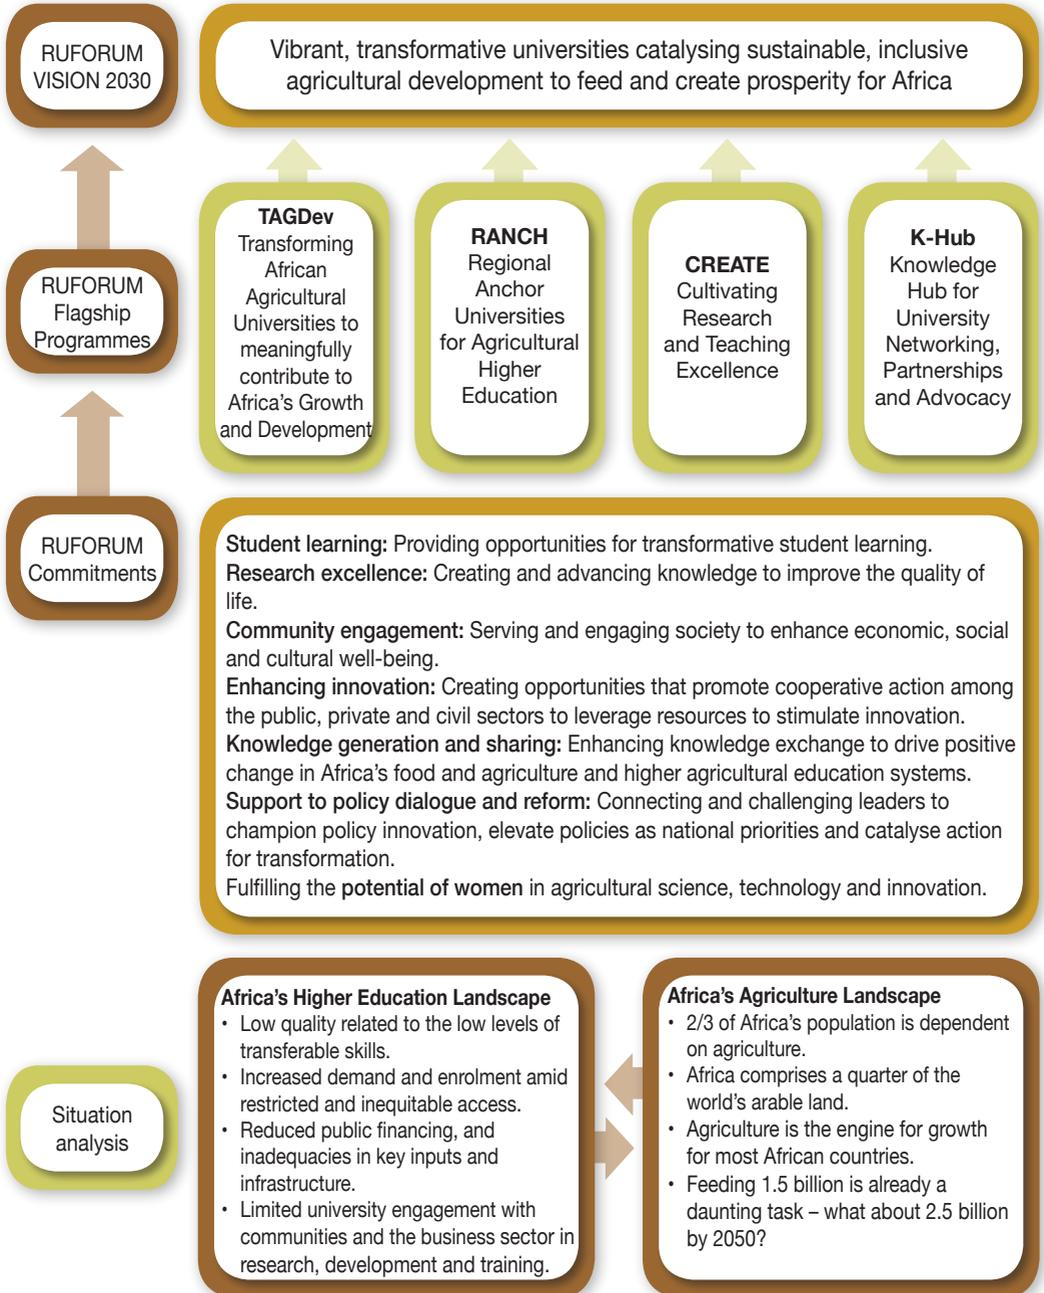 RUFORUM
VISION 2030
Vibrant, transformative universities catalysing sustainable, inclusive
agricultural development to feed and create prosperity for Africa
RUFORUM
Flagship
Programmes
TAGDev
Transforming
African
Agricultural
Universities to
meaningfully
contribute to
Africa’s Growth
and Development
RANCH
Regional
Anchor
Universities
for Agricultural
Higher
Education
CREATE
Cultivating
Research
and Teaching
Excellence
K-Hub
Knowledge
Hub for
University
Networking,
Partnerships
and Advocacy
RUFORUM
Commitments
Student learning: Providing opportunities for transformative student learning.
Research excellence: Creating and advancing knowledge to improve the quality of
life.
Community engagement: Serving and engaging society to enhance economic, social
and cultural well-being.
Enhancing innovation: Creating opportunities that promote cooperative action among
the public, private and civil sectors to leverage resources to stimulate innovation.
Knowledge generation and sharing: Enhancing knowledge exchange to drive positive
change in Africa’s food and agriculture and higher agricultural education systems.
Support to policy dialogue and reform: Connecting and challenging leaders to
champion policy innovation, elevate policies as national priorities and catalyse action
for transformation.
Fulfilling the potential of women in agricultural science, technology and innovation.
Situation
analysis
Africa’s Higher Education Landscape
• Low quality related to the low levels of
transferable skills.
• Increased demand and enrolment amid
restricted and inequitable access.
• Reduced public financing, and
inadequacies in key inputs and
infrastructure.
• Limited university engagement with
communities and the business sector in
research, development and training.
Africa’s Agriculture Landscape
• 2/3 of Africa’s population is dependent
on agriculture.
• Africa comprises a quarter of the
world’s arable land.
• Agriculture is the engine for growth
for most African countries.
• Feeding 1.5 billion is already a
daunting task – what about 2.5 billion
by 2050?